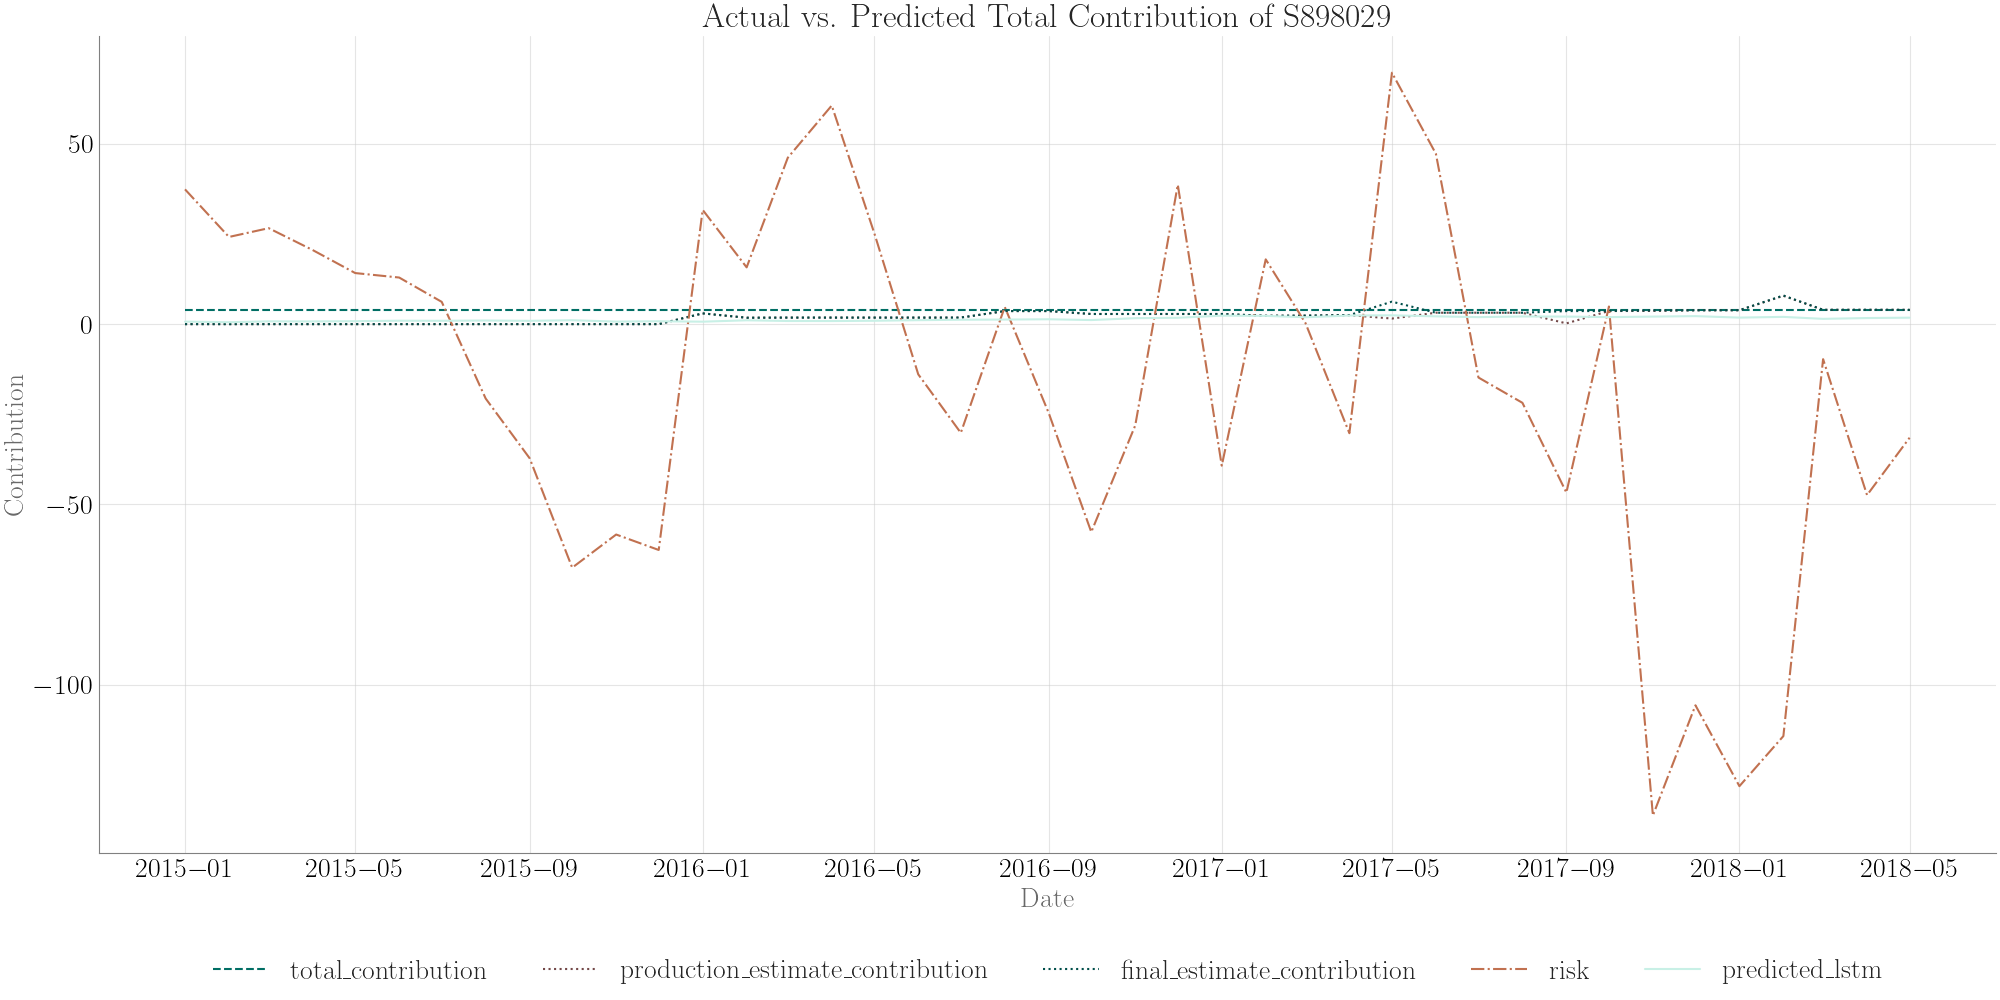 Actual vs. Predicted Total Contribution of S898029
Contribution
50
0
−50
−100
2015−01 2015−05 2015−09 2016−01 2016−05 2016−09 2017−01 2017−05 2017−09 2018−01 2018−05
Date
total_contribution production_estimate_contribution final_estimate_contribution risk predicted_lstm